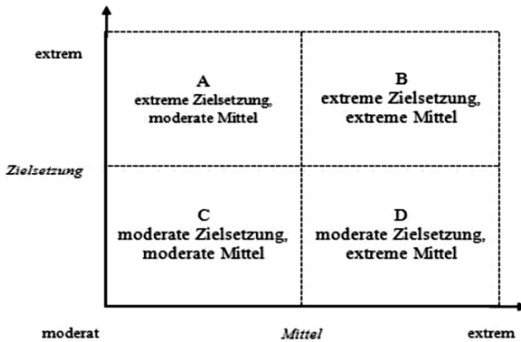 extrem
A
extreme Zielsetzung,
moderate Mittel
B
extreme Zielsetzung,
extreme Mittel
Zielsetzung
C
moderate Zielsetzung,
moderate Mittel
D
moderate Zielsetzung,
extreme Mittel
moderat
Mittel
extrem